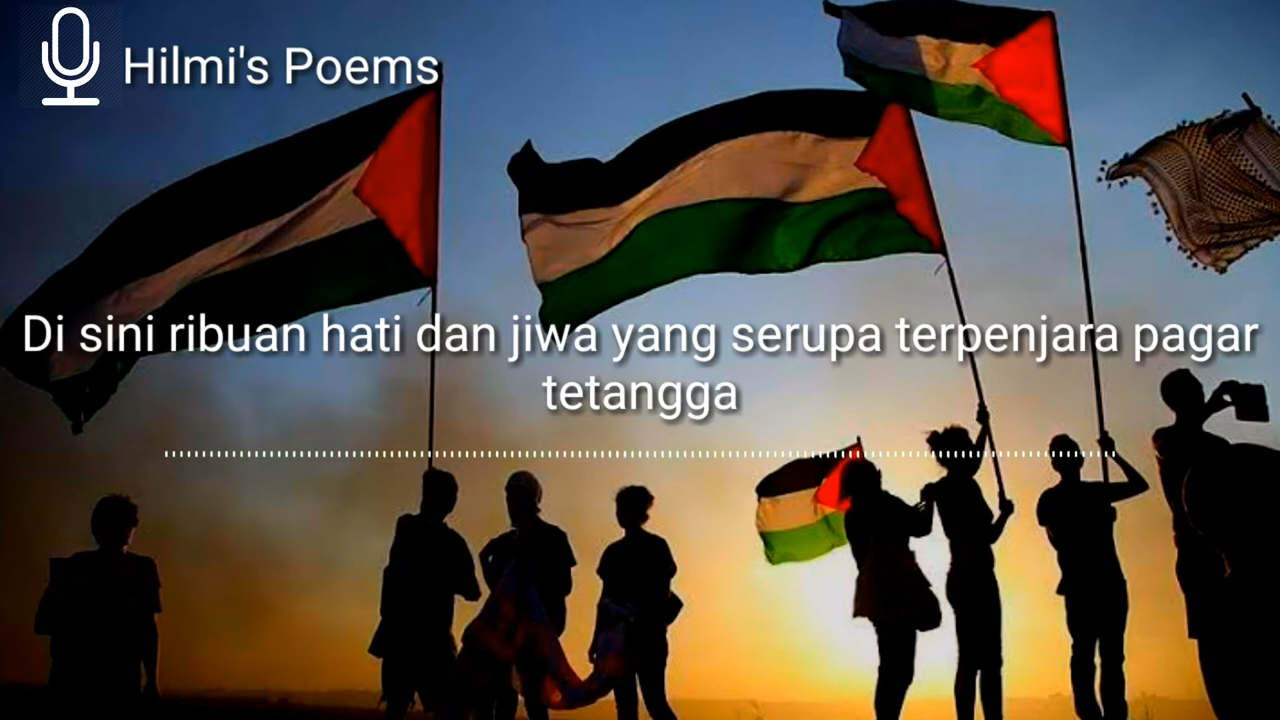 Hilmi's Poems
Di sini ribuan hati dan jiwa yang serupa terpenjara pagar
tetangga